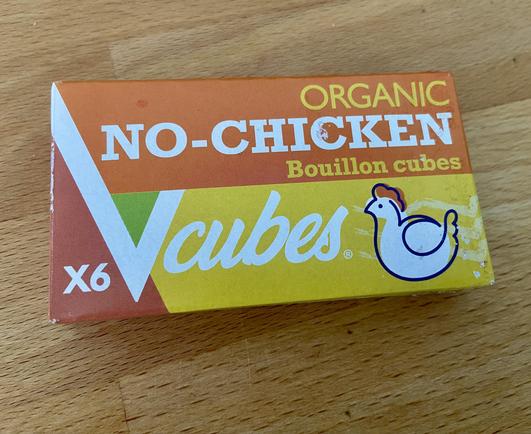 ORGANIC
NO-CHICKEN
Bouillon cubes
Vcubes®
X6